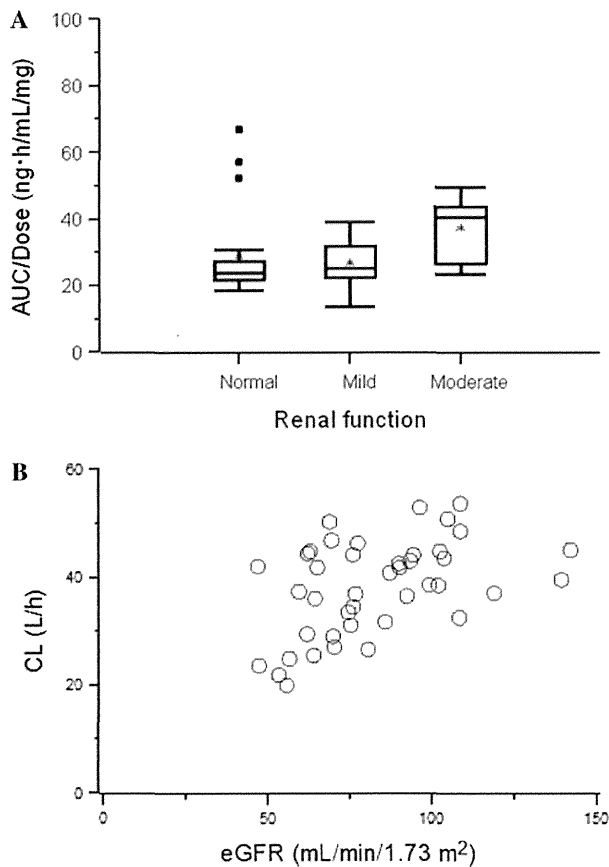 A
100
80
60
40
20
0
AUC/Dose (ng·h/mL/mg)
Normal Mild Moderate
Renal function
B
60
40
20
0
CL (L/h)
0 50 100 150
eGFR (mL/min/1.73 m²)